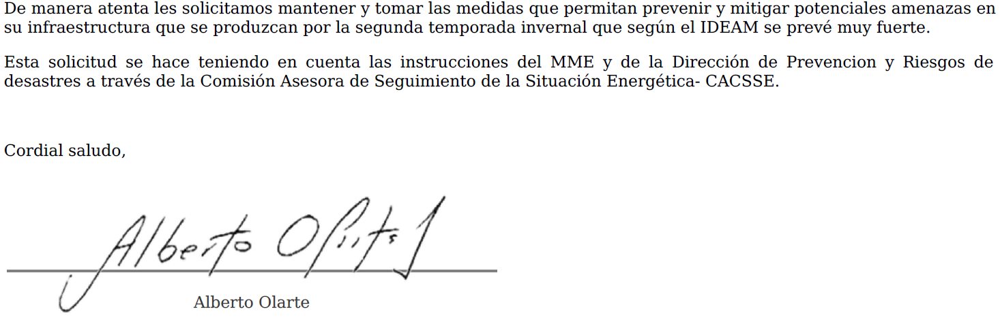 De manera atenta les solicitamos mantener y tomar las medidas que permitan prevenir y mitigar potenciales amenazas en
su infraestructura que se produzcan por la segunda temporada invernal que según el IDEAM se prevé muy fuerte.
Esta solicitud se hace teniendo en cuenta las instrucciones del MME y de la Dirección de Prevencion y Riesgos de
desastres a través de la Comisión Asesora de Seguimiento de la Situación Energética- CACSSE.
Cordial saludo,
Alberto
Alberto Olarte